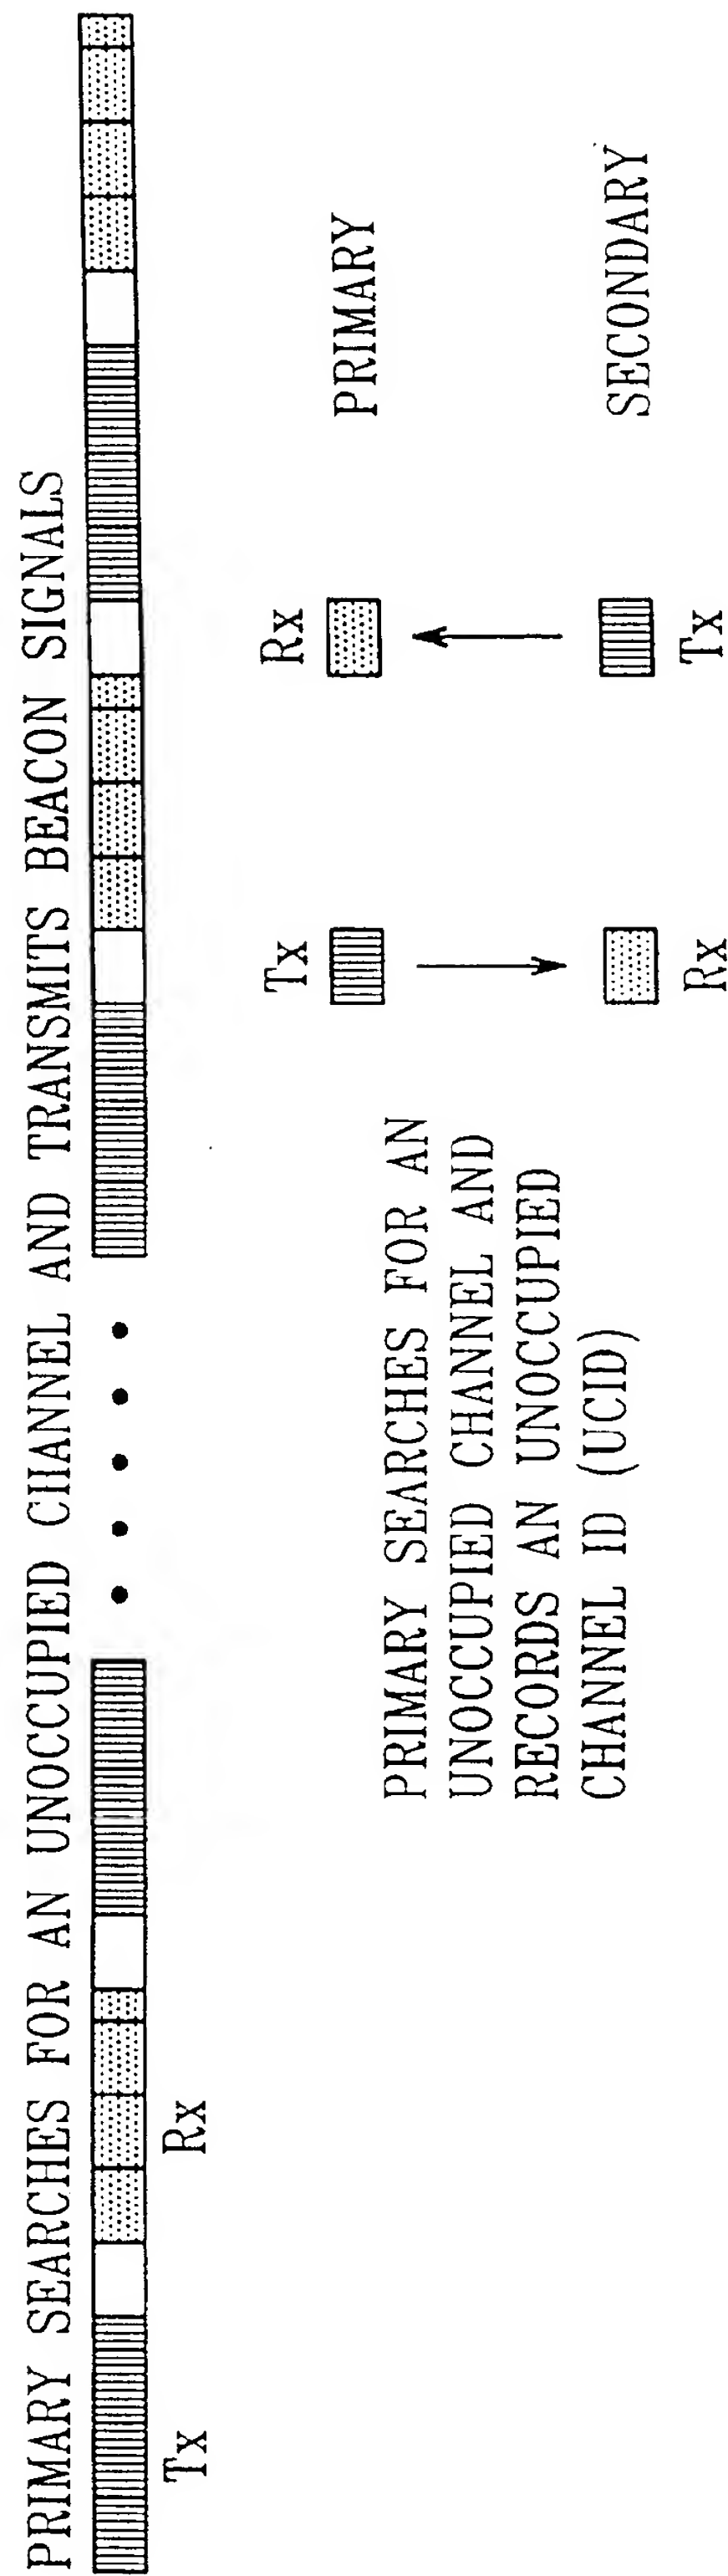 PRIMARY SEARCHES FOR AN UNOCCUPIED CHANNEL AND TRANSMITS BEACON SIGNALS
Tx
Rx
Tx
Rx
PRIMARY
PRIMARY SEARCHES FOR AN
UNOCCUPIED CHANNEL AND
RECORDS AN UNOCCUPIED
CHANNEL ID (UCID)
Rx
Tx
SECONDARY